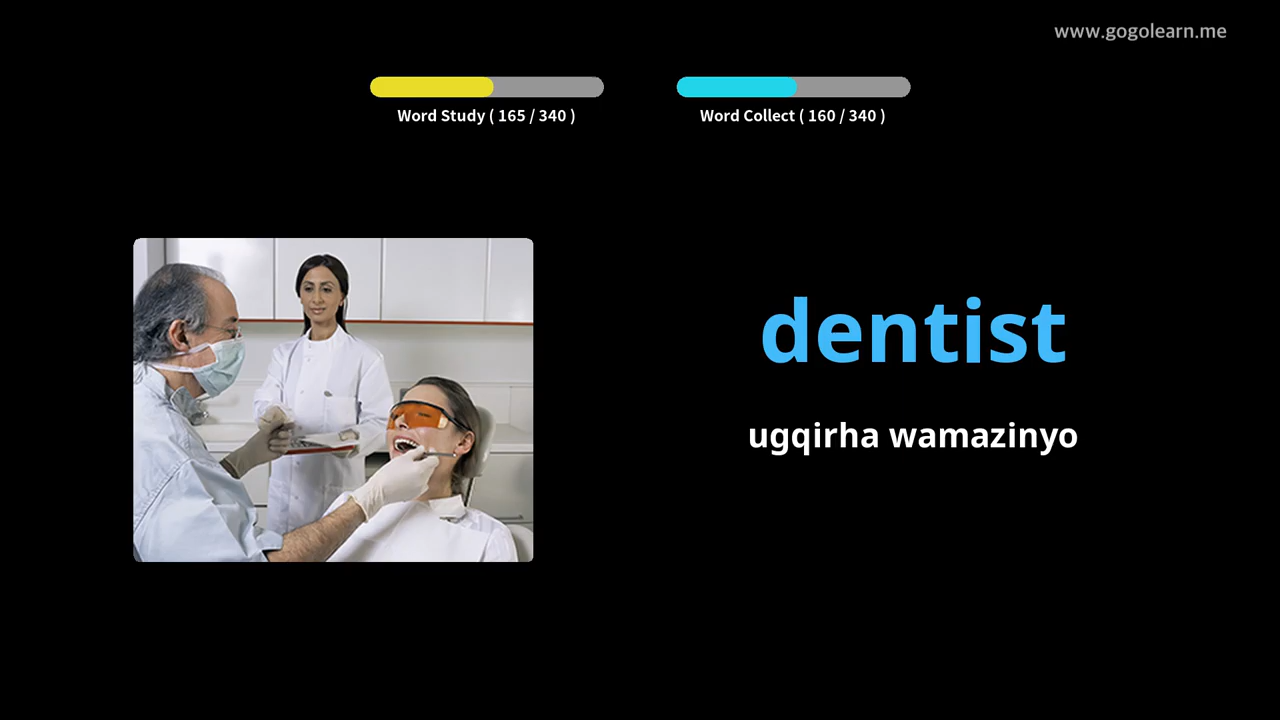 www.gogolearn.me
Word Study ( 165 / 340 )
Word Collect ( 160 / 340 )
dentist
ugqirha wamazinyo